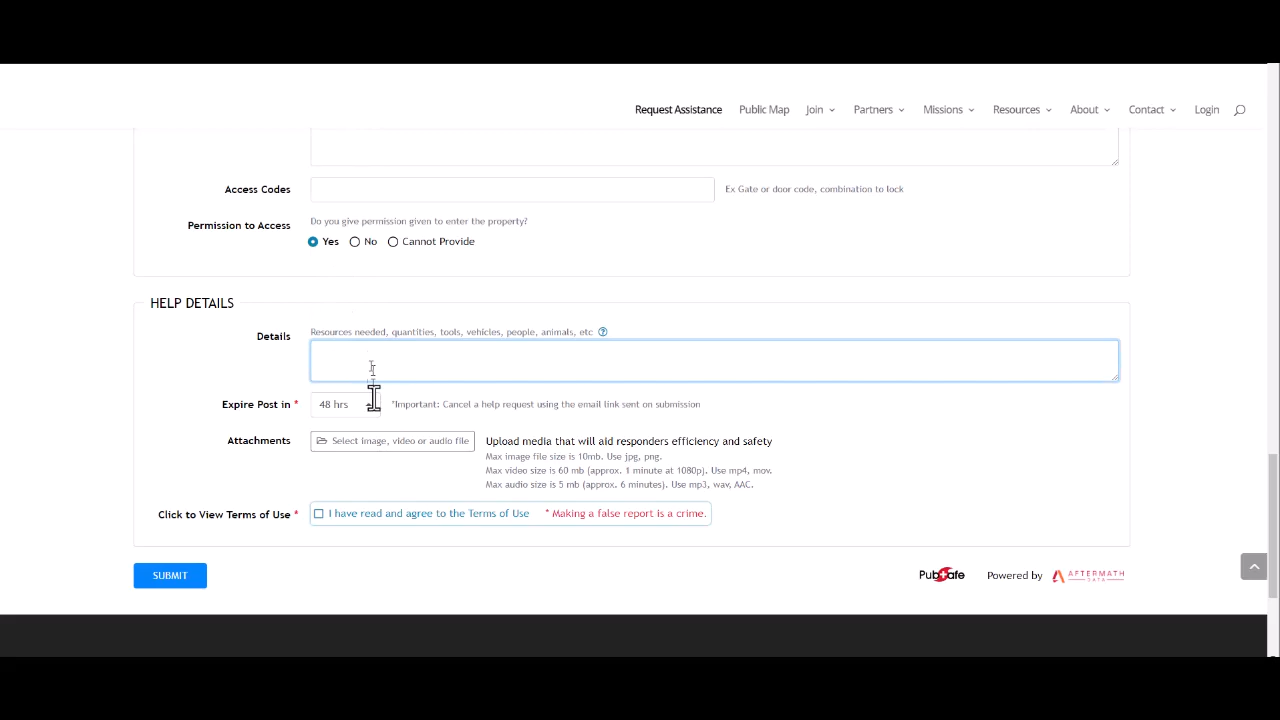 Request Assistance Public Map Join Partners Missions Resources About Contact Login
Access Codes Ex Gate or door code, combination to lock
Permission to Access Do you give permission given to enter the property?
Yes No Cannot Provide
HELP DETAILS
Details Resources needed, quantities, tools, vehicles, people, animals, etc ?
Expire Post in * 48 hrs *Important: Cancel a help request using the email link sent on submission
Attachments Select image, video or audio file Upload media that will aid responders efficiency and safety
Max image file size is 10mb. Use jpg, png.
Max video size is 60 mb (approx. 1 minute at 1080p). Use mp4, mov.
Max audio size is 5 mb (approx. 6 minutes). Use mp3, wav, AAC.
Click to View Terms of Use * I have read and agree to the Terms of Use * Making a false report is a crime.
SUBMIT PubSafe Powered by AFTERMATH DATA